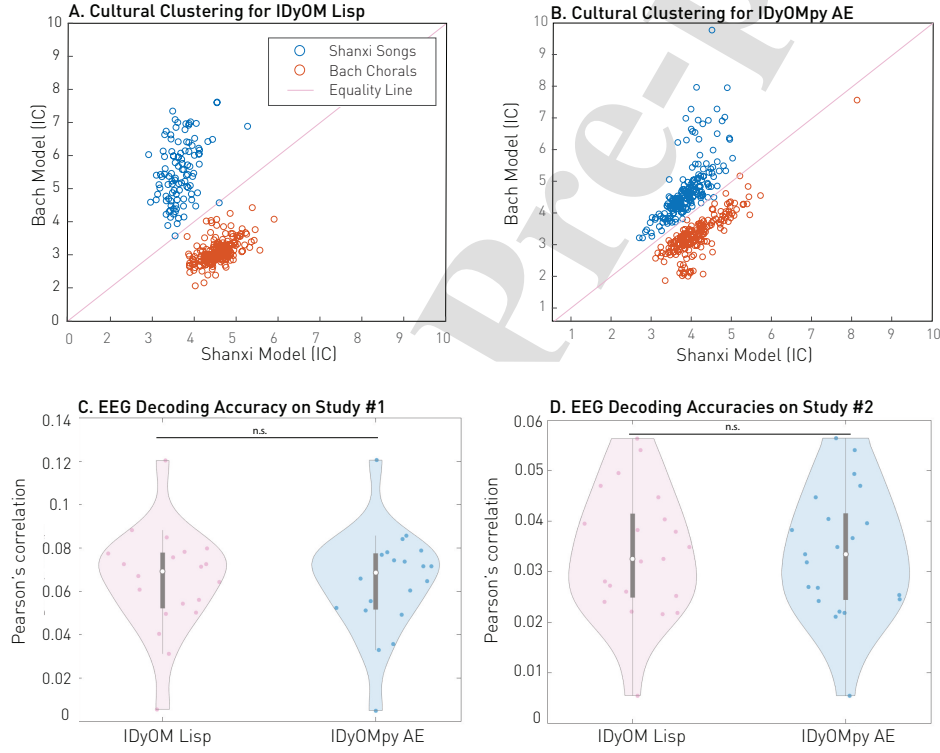 A. Cultural Clustering for IDyOM Lisp
10
9
8
7
6
5
4
3
2
1
0
Bach Model (IC)
Shanxi Songs
Bach Chorals
Equality Line
0 1 2 3 4 5 6 7 8 9 10
Shanxi Model (IC)
B. Cultural Clustering for IDyOMpy AE
10
9
8
7
6
5
4
3
2
1
Bach Model (IC)
1 2 3 4 5 6 7 8 9 10
Shanxi Model (IC)
Pre-
C. EEG Decoding Accuracy on Study #1
0.14
0.12
0.1
0.08
0.06
0.04
0.02
0
Pearson's correlation
n.s.
IDyOM Lisp IDyOMpy AE
D. EEG Decoding Accuracies on Study #2
0.06
0.05
0.04
0.03
0.02
0.01
0
Pearson's correlation
n.s.
IDyOM Lisp IDyOMpy AE